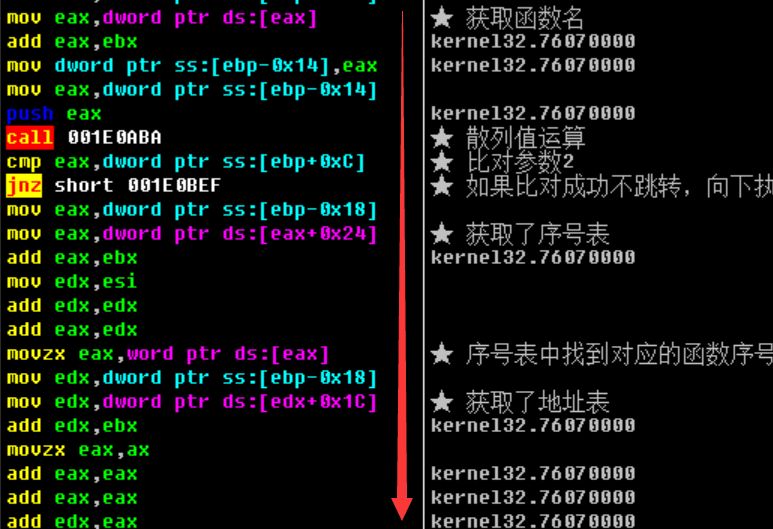 mov eax,dword ptr ds:[eax] ★ 获取函数名
add eax,ebx kernel32.76070000
mov dword ptr ss:[ebp-0x14],eax kernel32.76070000
mov eax,dword ptr ss:[ebp-0x14]
push eax kernel32.76070000
call 001E0ABA ★ 散列值运算
cmp eax,dword ptr ss:[ebp+0xC] ★ 比对参数2
jnz short 001E0BEF ★ 如果比对成功不跳转，向下执
mov eax,dword ptr ss:[ebp-0x18]
mov eax,dword ptr ds:[eax+0x24] ★ 获取了序号表
add eax,ebx kernel32.76070000
mov edx,esi
add edx,edx
add eax,edx
movzx eax,word ptr ds:[eax] ★ 序号表中找到对应的函数序号
mov edx,dword ptr ss:[ebp-0x18]
mov edx,dword ptr ds:[edx+0x1C] ★ 获取了地址表
add edx,ebx kernel32.76070000
movzx eax,ax
add eax,eax kernel32.76070000
add eax,eax kernel32.76070000
add edx,eax kernel32.76070000